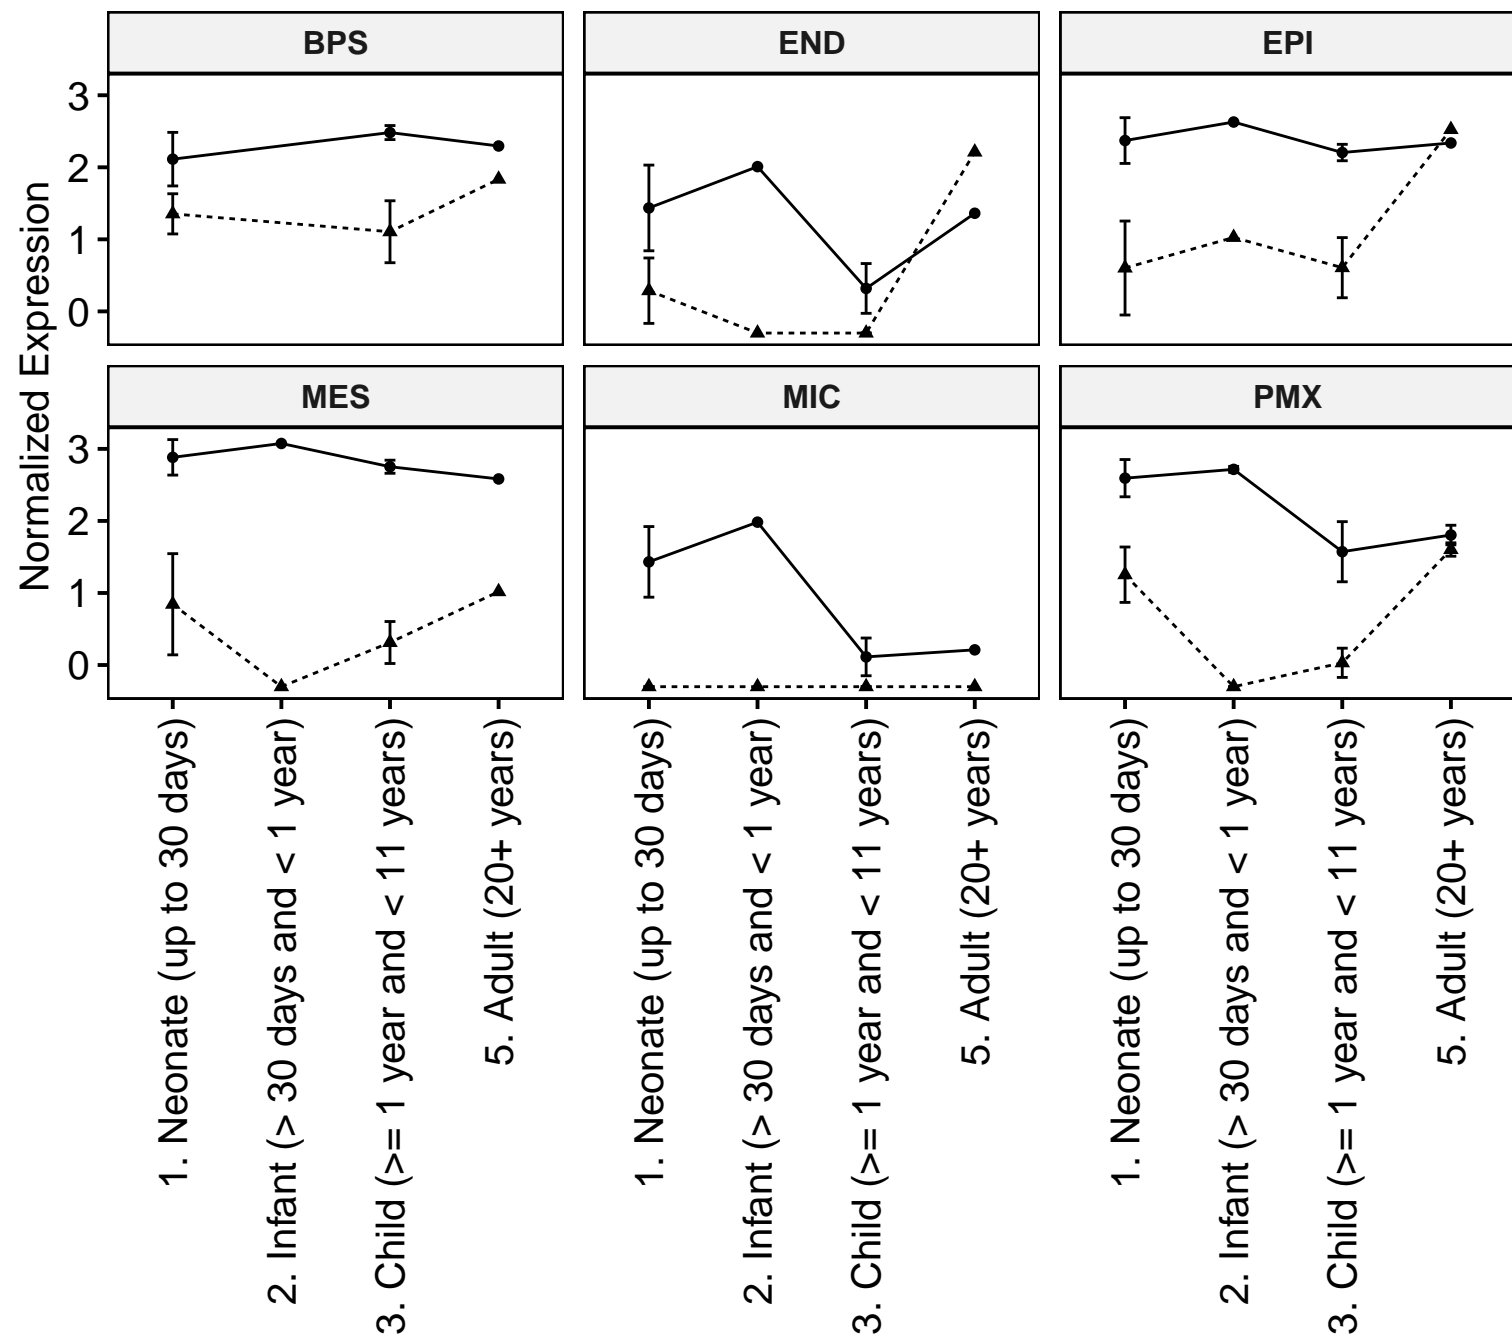 BPS
END
EPI
Normalized Expression
3
2
1
0
MES
MIC
PMX
3
2
1
0
1. Neonate (up to 30 days)
2. Infant (> 30 days and < 1 year)
3. Child (>= 1 year and < 11 years)
5. Adult (20+ years)
1. Neonate (up to 30 days)
2. Infant (> 30 days and < 1 year)
3. Child (>= 1 year and < 11 years)
5. Adult (20+ years)
1. Neonate (up to 30 days)
2. Infant (> 30 days and < 1 year)
3. Child (>= 1 year and < 11 years)
5. Adult (20+ years)